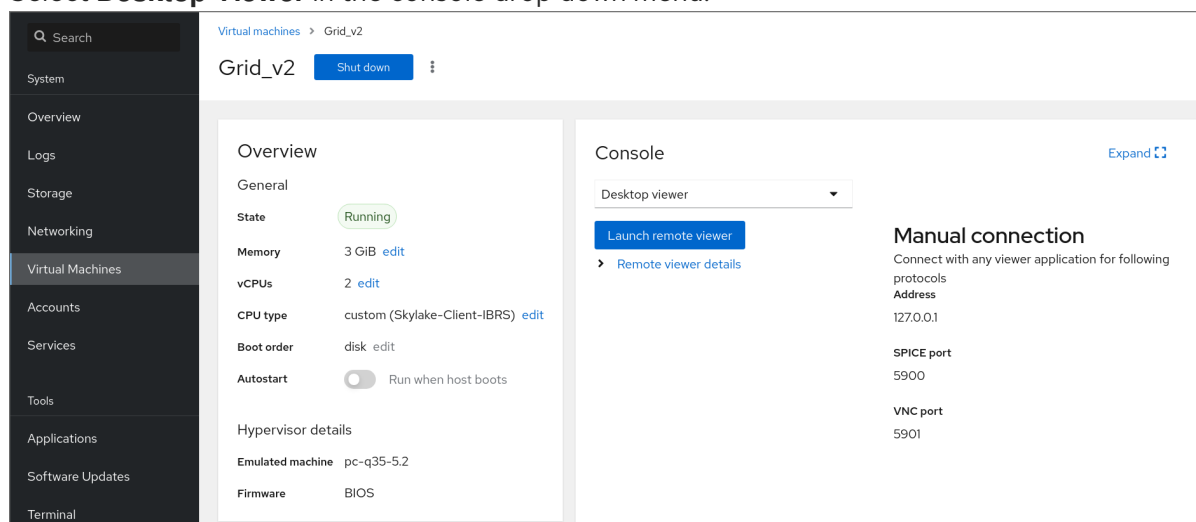 Select Desktop Viewer in the console drop down menu.
Search
System
Overview
Logs
Storage
Networking
Virtual Machines
Accounts
Services
Tools
Applications
Software Updates
Terminal
Virtual machines > Grid_v2
Grid_v2 Shut down
Overview
General
State Running
Memory 3 GiB edit
vCPUs 2 edit
CPU type custom (Skylake-Client-IBRS) edit
Boot order disk edit
Autostart Run when host boots
Hypervisor details
Emulated machine pc-q35-5.2
Firmware BIOS
Console Expand
Desktop viewer
Launch remote viewer
Remote viewer details
Manual connection
Connect with any viewer application for following
protocols
Address
127.0.0.1
SPICE port
5900
VNC port
5901